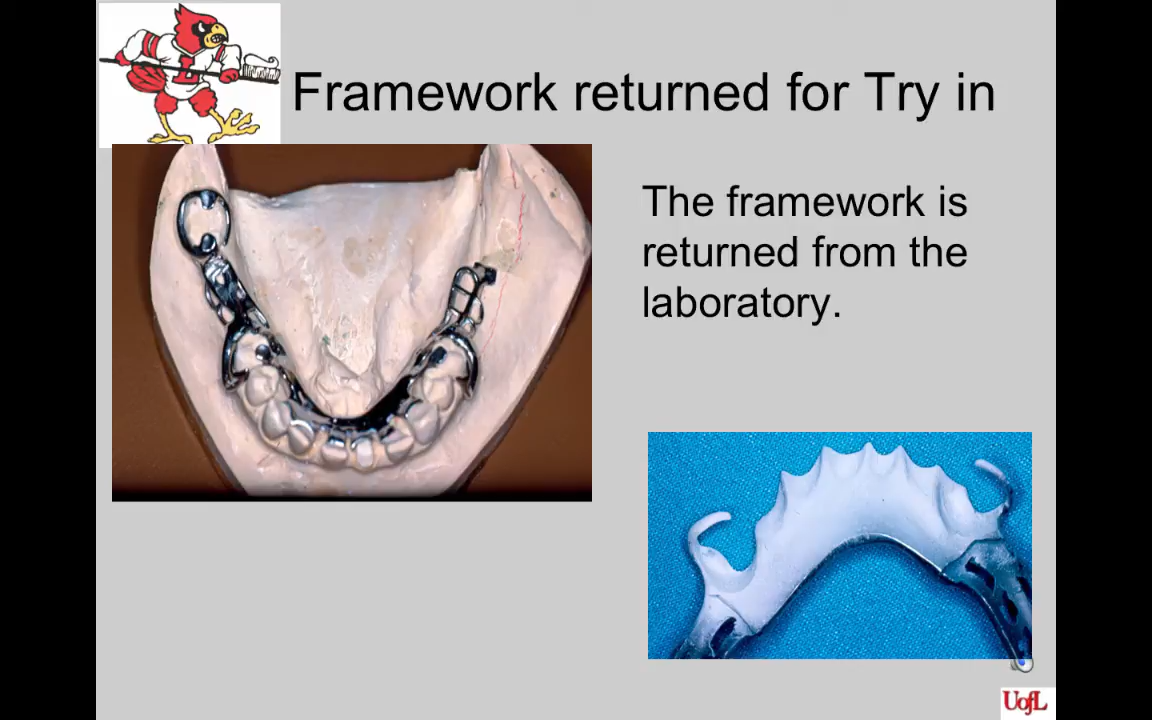 Framework returned for Try in
The framework is
returned from the
laboratory.
UofL